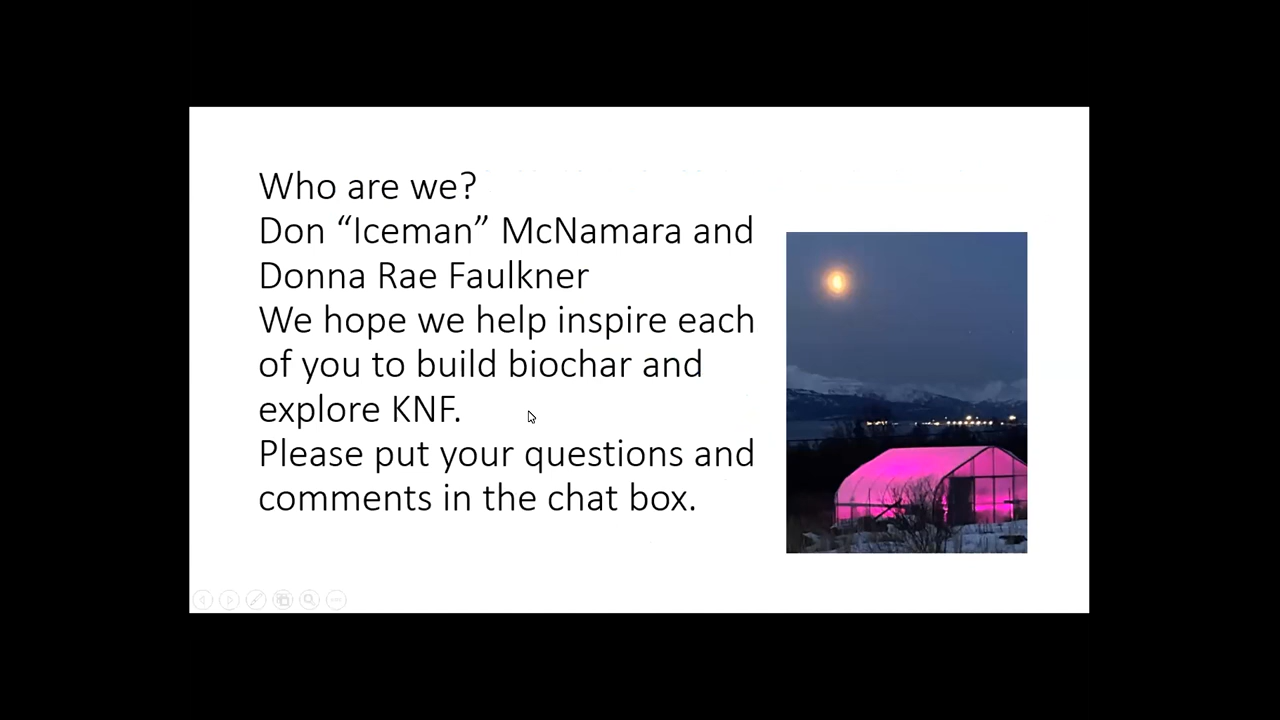 Who are we?
Don “Iceman” McNamara and
Donna Rae Faulkner
We hope we help inspire each
of you to build biochar and
explore KNF.
Please put your questions and
comments in the chat box.